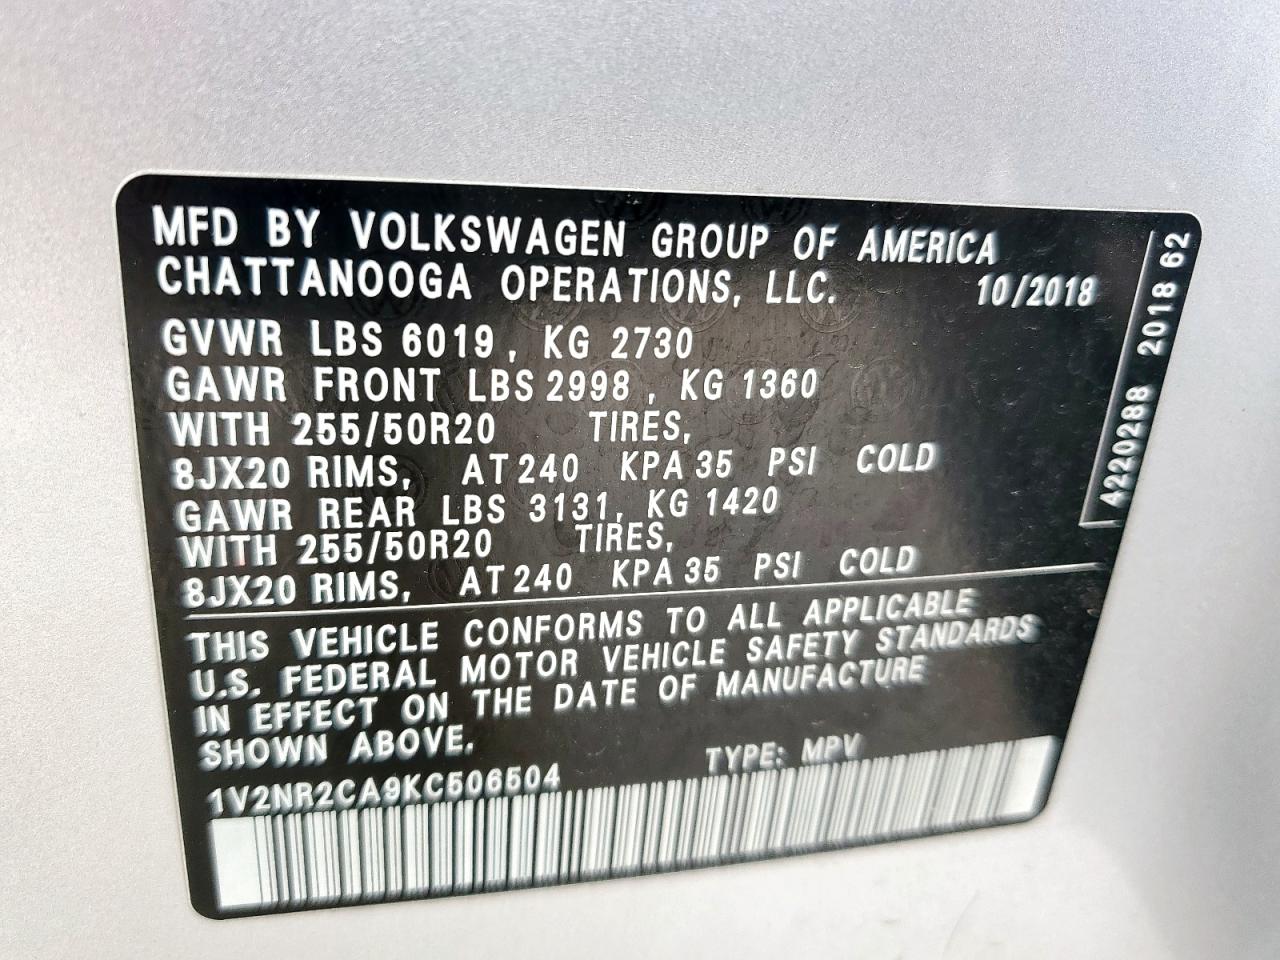 MFD BY VOLKSWAGEN GROUP OF AMERICA
CHATTANOOGA OPERATIONS, LLC. 10/2018
GVWR LBS 6019, KG 2730
GAWR FRONT LBS 2998, KG 1360
WITH 255/50R20 TIRES,
8JX20 RIMS, AT 240 KPA 35 PSI COLD
GAWR REAR LBS 3131, KG 1420
WITH 255/50R20 TIRES,
8JX20 RIMS, AT 240 KPA 35 PSI COLD
THIS VEHICLE CONFORMS TO ALL APPLICABLE
U.S. FEDERAL MOTOR VEHICLE SAFETY STANDARDS
IN EFFECT ON THE DATE OF MANUFACTURE
SHOWN ABOVE.
1V2NR2CA9KC506504 TYPE: MPV
4220288 2018 62